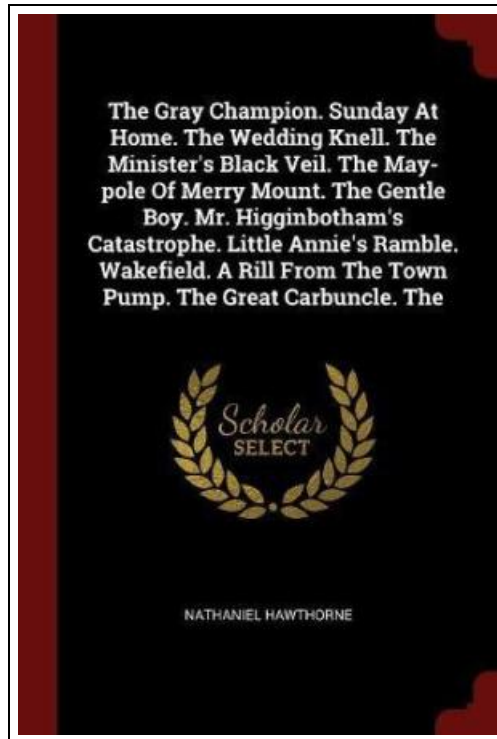 The Gray Champion. Sunday At
Home. The Wedding Knell. The
Minister's Black Veil. The May-
pole Of Merry Mount. The Gentle
Boy. Mr. Higginbotham's
Catastrophe. Little Annie's Ramble.
Wakefield. A Rill From The Town
Pump. The Great Carbuncle. The
Scholar
SELECT
NATHANIEL HAWTHORNE